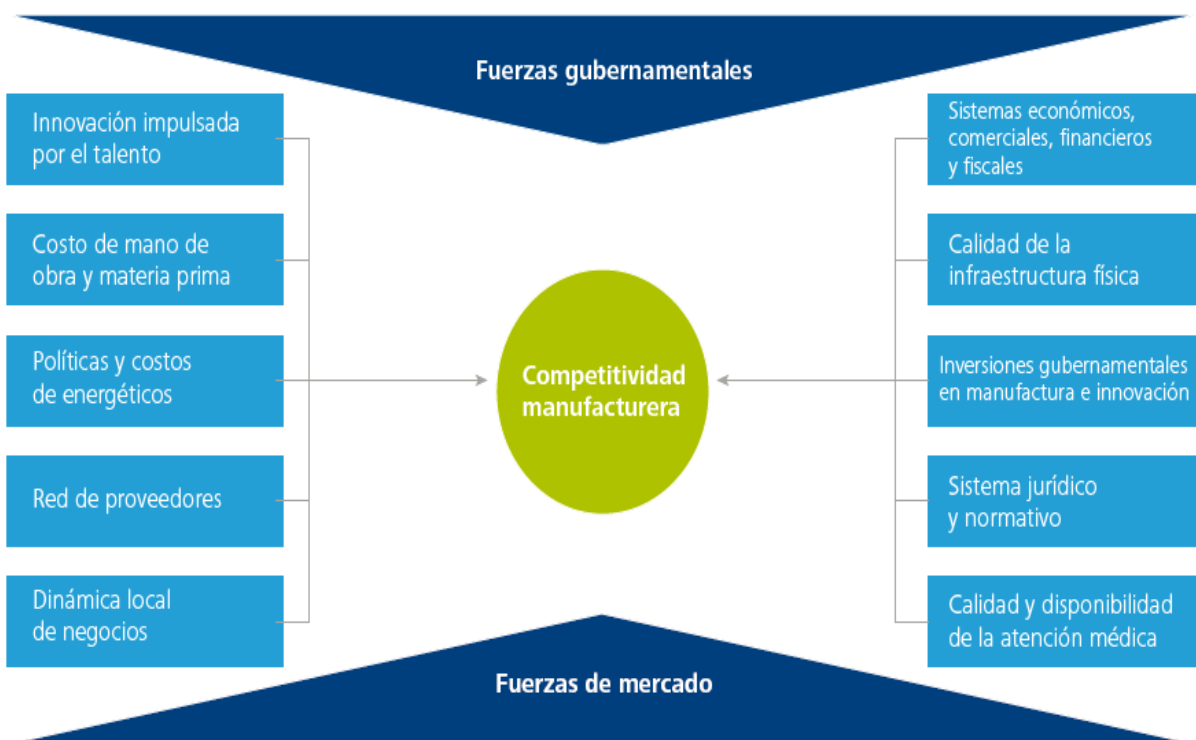 Fuerzas gubernamentales
Innovación impulsada
por el talento
Costo de mano de
obra y materia prima
Políticas y costos
de energéticos
Red de proveedores
Dinámica local
de negocios
Competitividad
manufacturera
Sistemas económicos,
comerciales, financieros
y fiscales
Calidad de la
infraestructura física
Inversiones gubernamentales
en manufactura e innovación
Sistema jurídico
y normativo
Calidad y disponibilidad
de la atención médica
Fuerzas de mercado